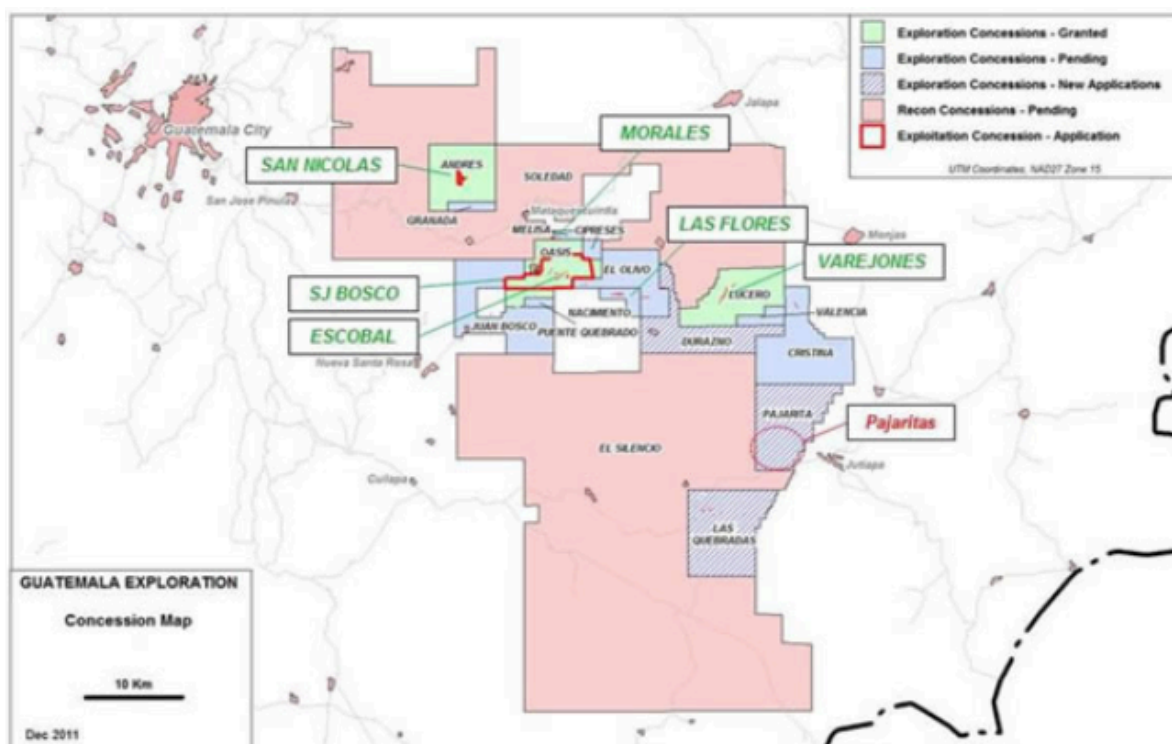 Exploration Concessions - Granted
Exploration Concessions - Pending
Exploration Concessions - New Applications
Recon Concessions - Pending
Exploitation Concession - Application
UTM Coordinates, NAD27 Zone 15
Jalapa
Guatemala City
MORALES
SAN NICOLAS
ANDRES
SOLEDAD
San Jose Pinula
GRANADA
Mataquescuintla
LAS FLORES
MELISA
CIPRESES
Monjas
OASIS
VAREJONES
EL OLIVO
SJ BOSCO
LUCERO
ESCOBAL
NACIMIENTO
VALENCIA
JUAN BOSCO
PUENTE QUEBRADO
DURAZNO
CRISTINA
Nueva Santa Rosa
PAJARITA
Pajaritas
EL SILENCIO
Jutiapa
Cuilapa
LAS
QUEBRADAS
GUATEMALA EXPLORATION
Concession Map
10 Km
Dec 2011